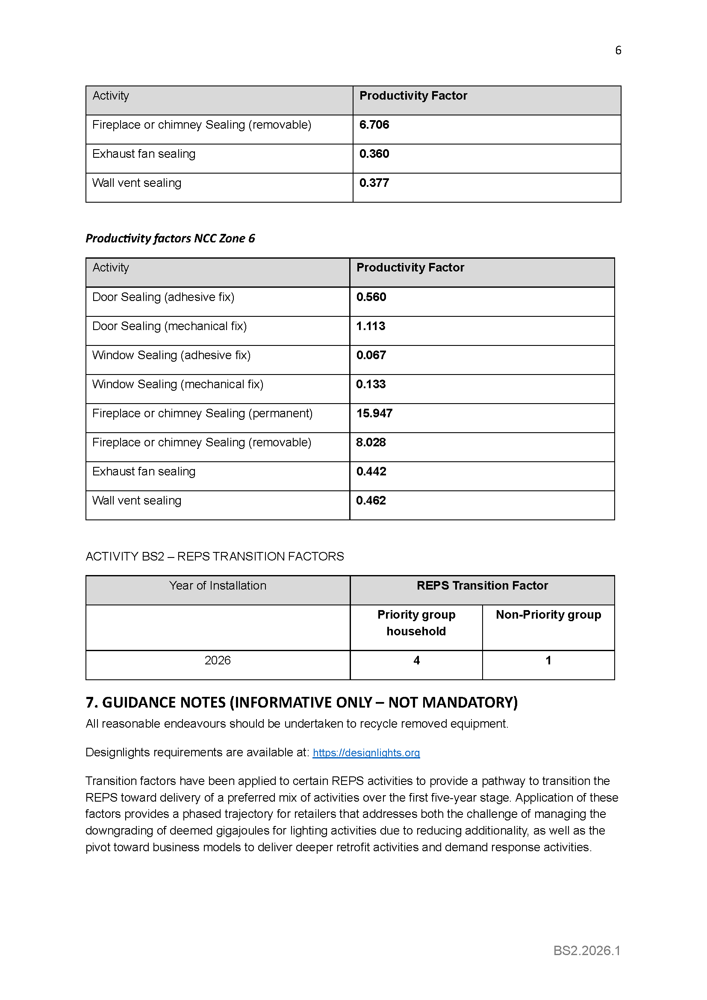 6
Activity Productivity Factor
Fireplace or chimney Sealing (removable) 6.706
Exhaust fan sealing 0.360
Wall vent sealing 0.377
Productivity factors NCC Zone 6
Activity Productivity Factor
Door Sealing (adhesive fix) 0.560
Door Sealing (mechanical fix) 1.113
Window Sealing (adhesive fix) 0.067
Window Sealing (mechanical fix) 0.133
Fireplace or chimney Sealing (permanent) 15.947
Fireplace or chimney Sealing (removable) 8.028
Exhaust fan sealing 0.442
Wall vent sealing 0.462
ACTIVITY BS2 – REPS TRANSITION FACTORS
Year of Installation REPS Transition Factor
Priority group Non-Priority group
household
2026 4 1
7. GUIDANCE NOTES (INFORMATIVE ONLY – NOT MANDATORY)
All reasonable endeavours should be undertaken to recycle removed equipment.
Designlights requirements are available at: https://designlights.org
Transition factors have been applied to certain REPS activities to provide a pathway to transition the
REPS toward delivery of a preferred mix of activities over the first five-year stage. Application of these
factors provides a phased trajectory for retailers that addresses both the challenge of managing the
downgrading of deemed gigajoules for lighting activities due to reducing additionality, as well as the
pivot toward business models to deliver deeper retrofit activities and demand response activities.
BS2.2026.1